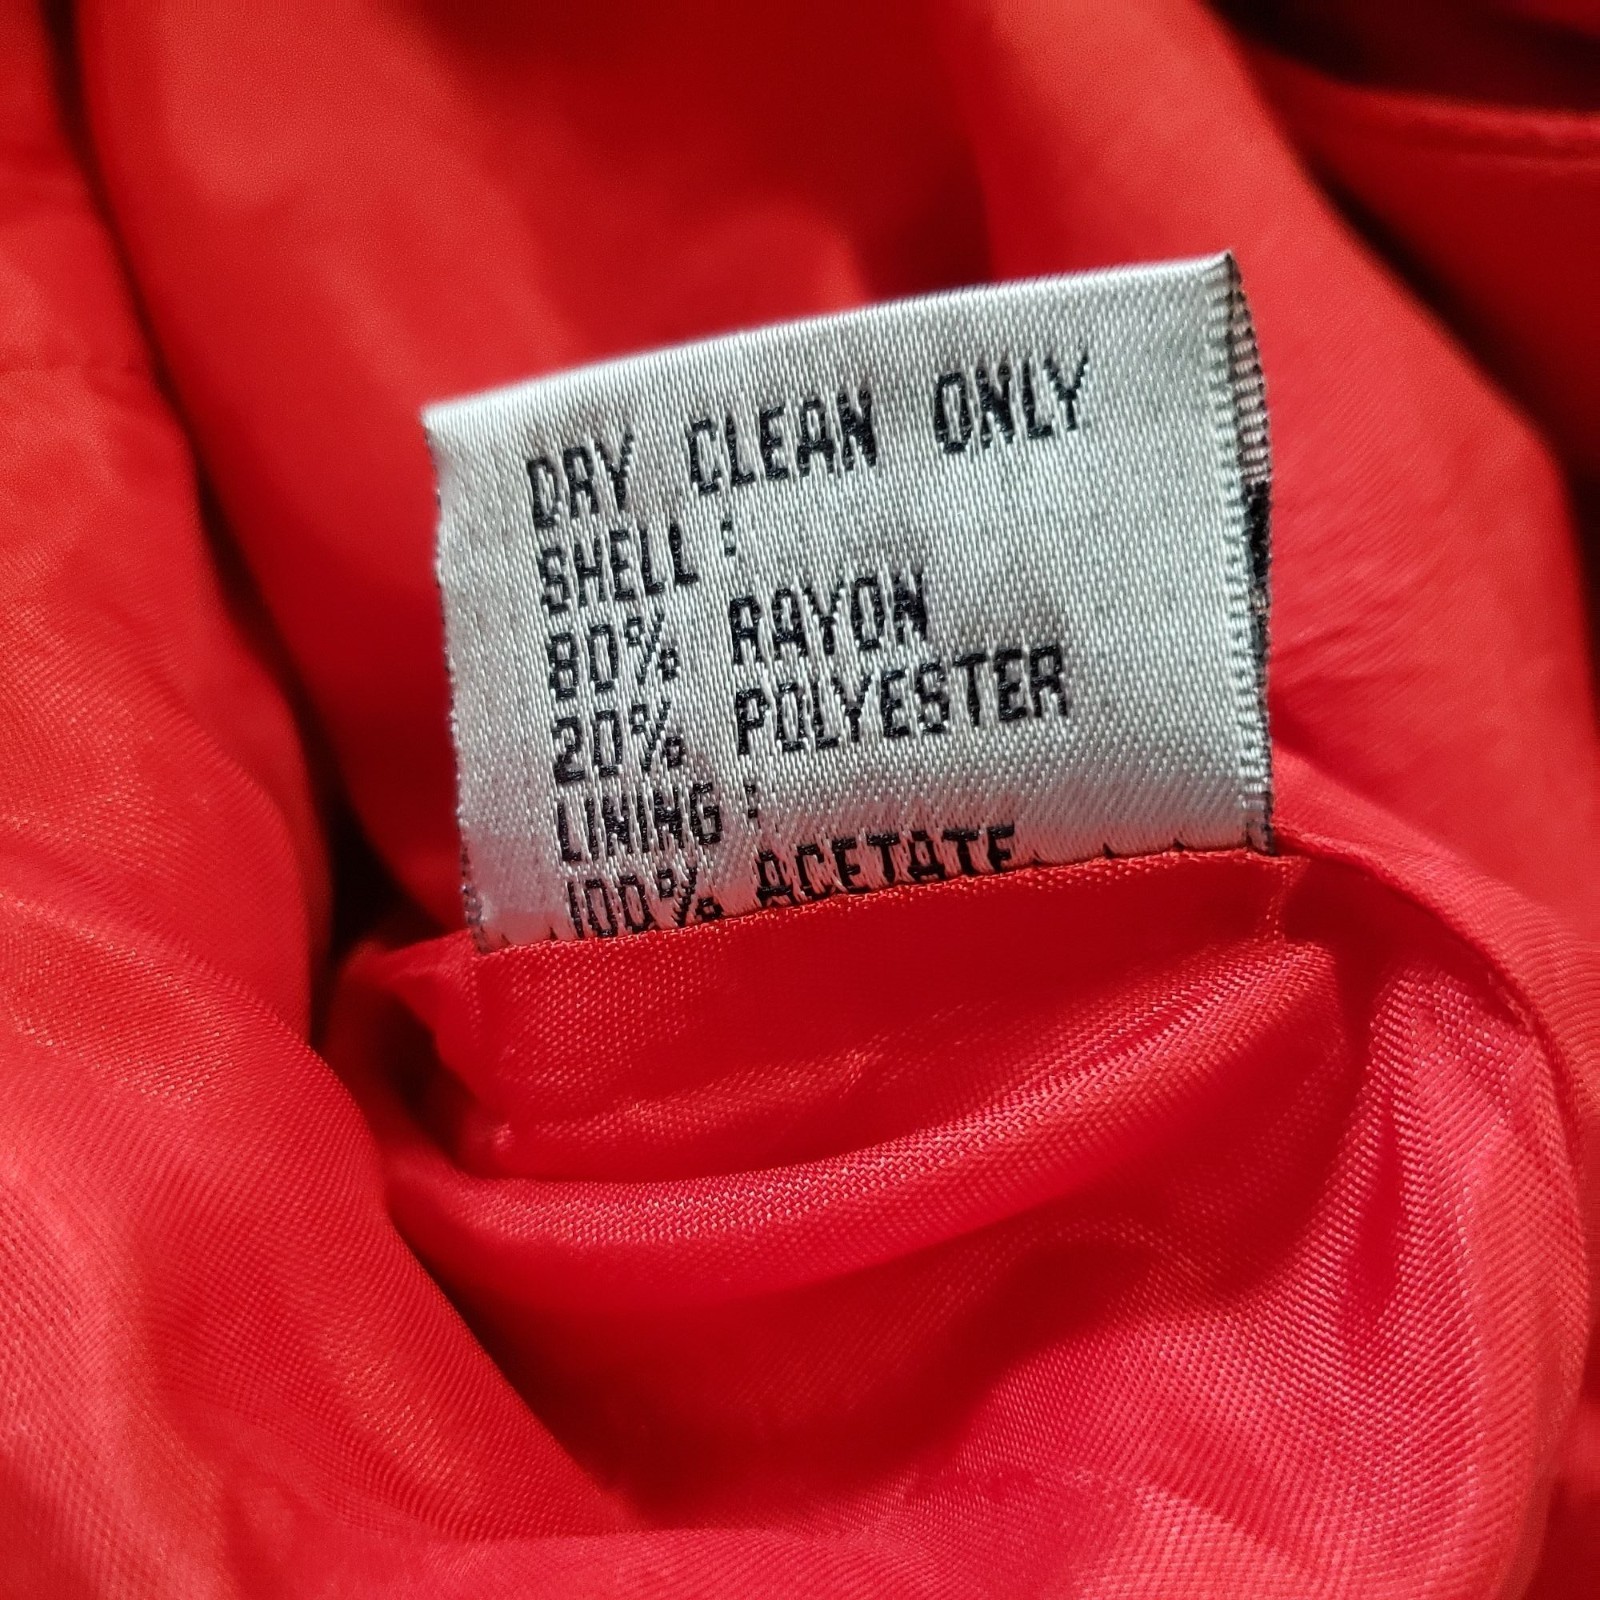 DRY CLEAN ONLY
SHELL:
80% RAYON
20% POLYESTER
LINING:
100% ACETATE